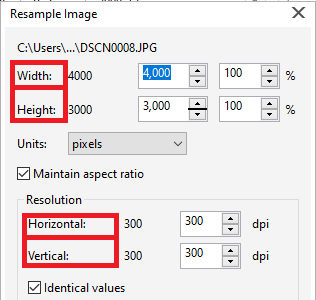 Resample Image
C:\Users\...\DSCN0008.JPG
Width: 4000 4,000 100 %
Height: 3000 3,000 100 %
Units: pixels
Maintain aspect ratio
Resolution
Horizontal: 300 300 dpi
Vertical: 300 300 dpi
Identical values